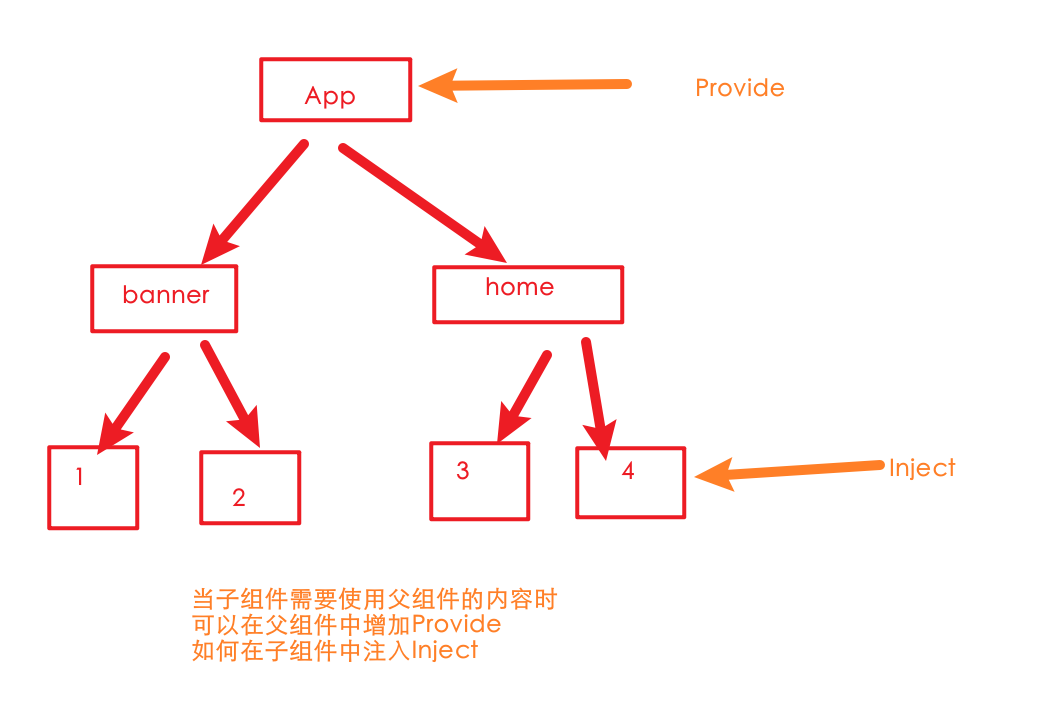 App
Provide
banner
home
1
2
3
4
Inject
当子组件需要使用父组件的内容时
可以在父组件中增加Provide
如何在子组件中注入Inject